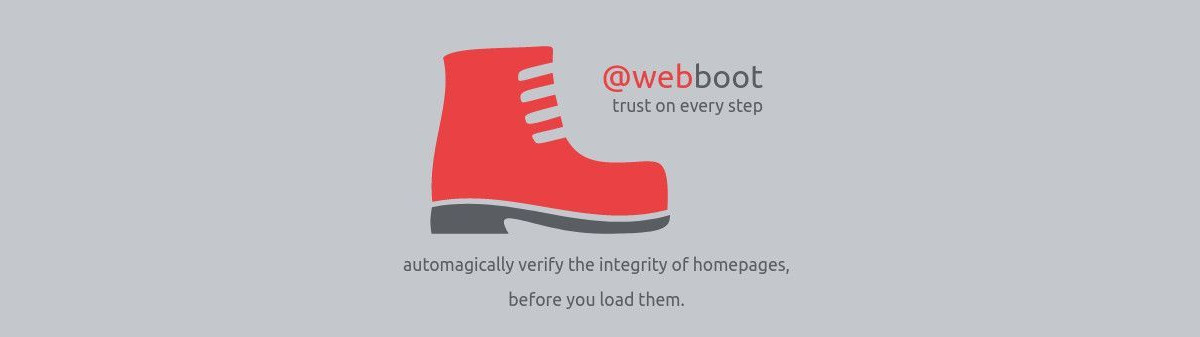 @webboot
trust on every step
automagically verify the integrity of homepages,
before you load them.